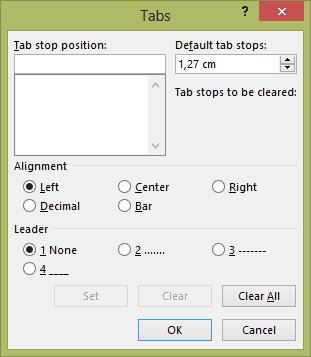 Tabs ?
Tab stop position: Default tab stops:
1,27 cm
Tab stops to be cleared:
Alignment
Left Center Right
Decimal Bar
Leader
1 None 2 ....... 3 -------
4 ____
Set Clear Clear All
OK Cancel